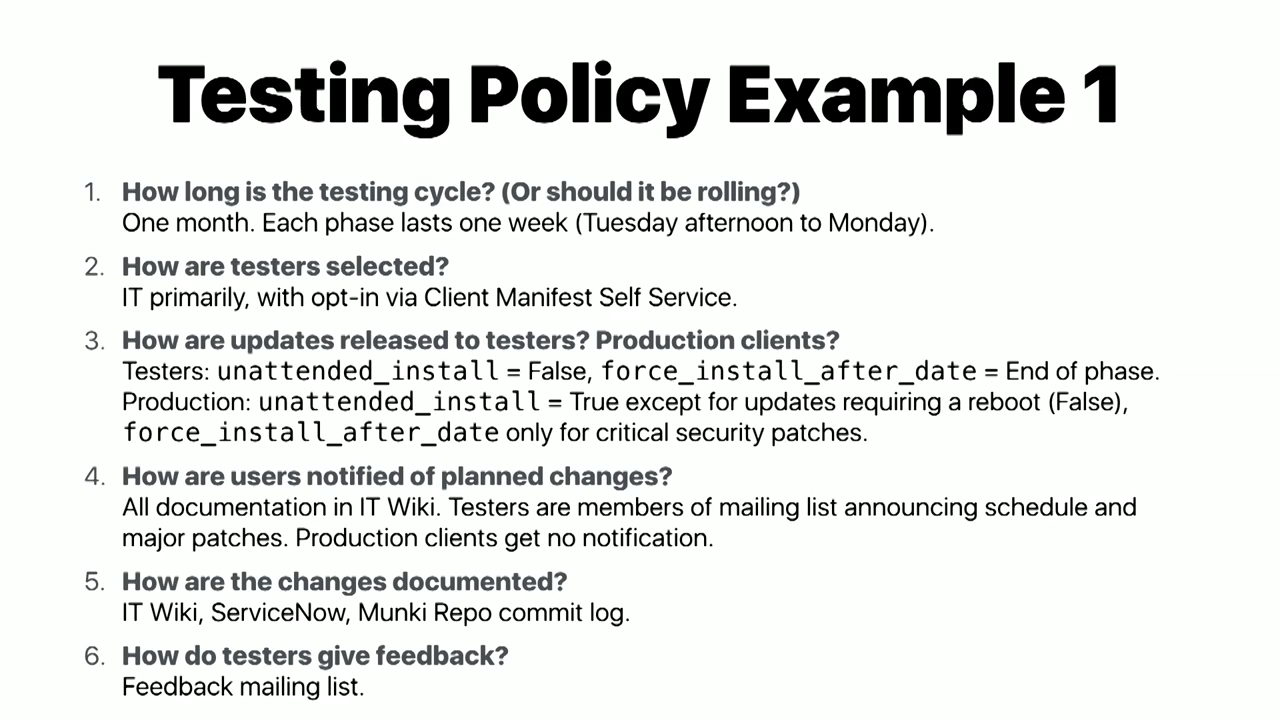 Testing Policy Example 1
1. How long is the testing cycle? (Or should it be rolling?)
One month. Each phase lasts one week (Tuesday afternoon to Monday).
2. How are testers selected?
IT primarily, with opt-in via Client Manifest Self Service.
3. How are updates released to testers? Production clients?
Testers: unattended_install = False, force_install_after_date = End of phase.
Production: unattended_install = True except for updates requiring a reboot (False),
force_install_after_date only for critical security patches.
4. How are users notified of planned changes?
All documentation in IT Wiki. Testers are members of mailing list announcing schedule and
major patches. Production clients get no notification.
5. How are the changes documented?
IT Wiki, ServiceNow, Munki Repo commit log.
6. How do testers give feedback?
Feedback mailing list.